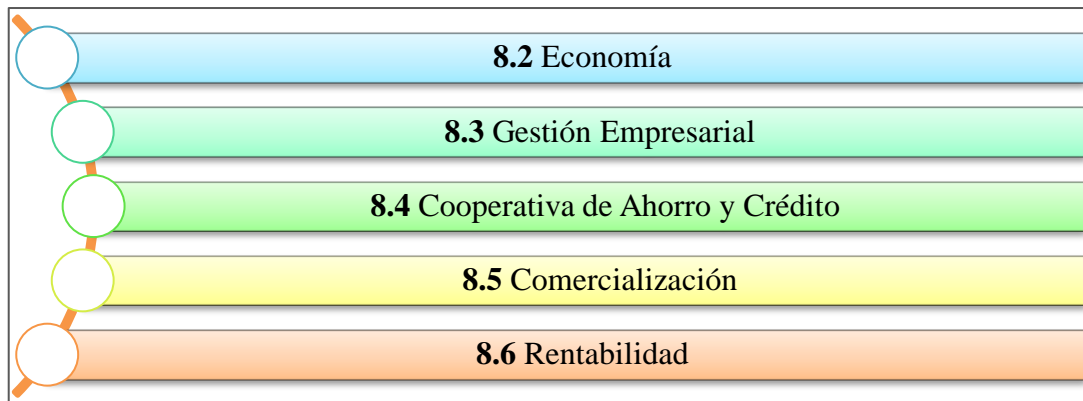 8.2 Economía
8.3 Gestión Empresarial
8.4 Cooperativa de Ahorro y Crédito
8.5 Comercialización
8.6 Rentabilidad